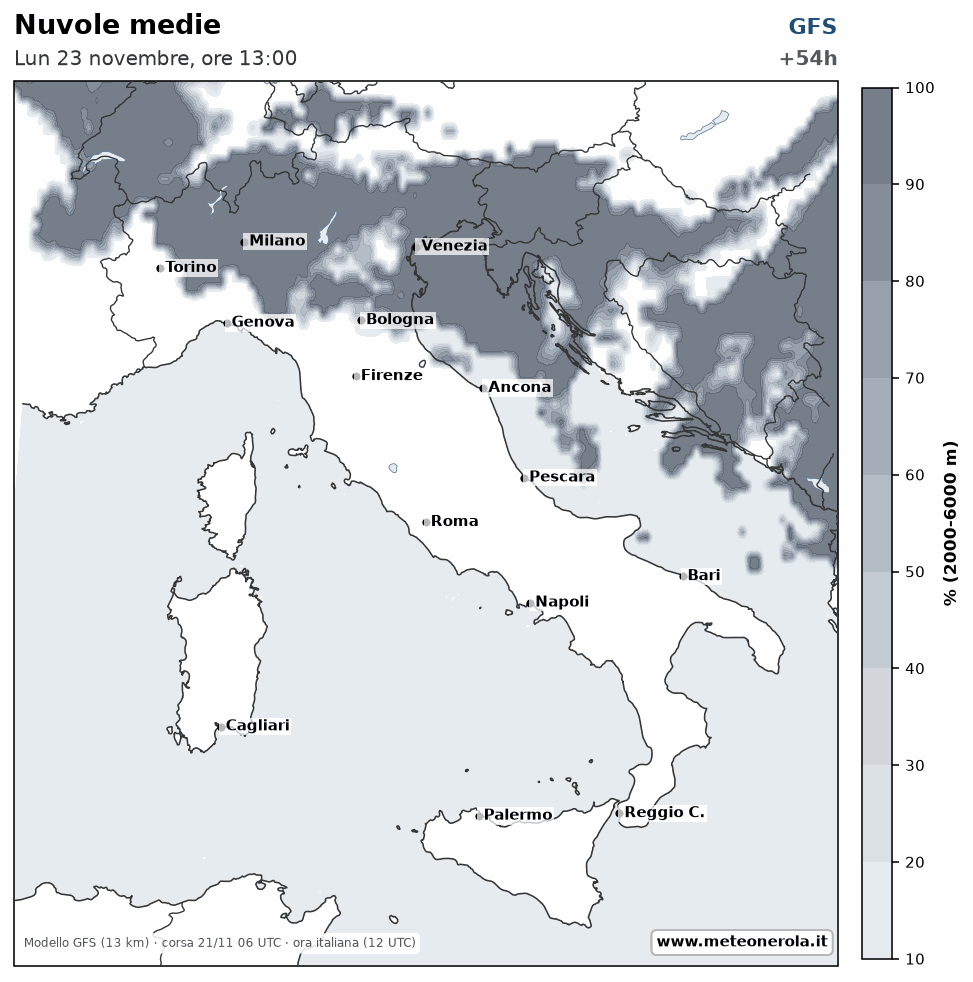 Nuvole medie
GFS
Lun 23 novembre, ore 13:00
+54h
Milano
Venezia
Torino
Genova
Bologna
Firenze
Ancona
Pescara
Roma
Bari
Napoli
Cagliari
Palermo
Reggio C.
Modello GFS (13 km) · corsa 21/11 06 UTC · ora italiana (12 UTC)
www.meteonerola.it
100
90
80
70
60
50
40
30
20
10
% (2000-6000 m)